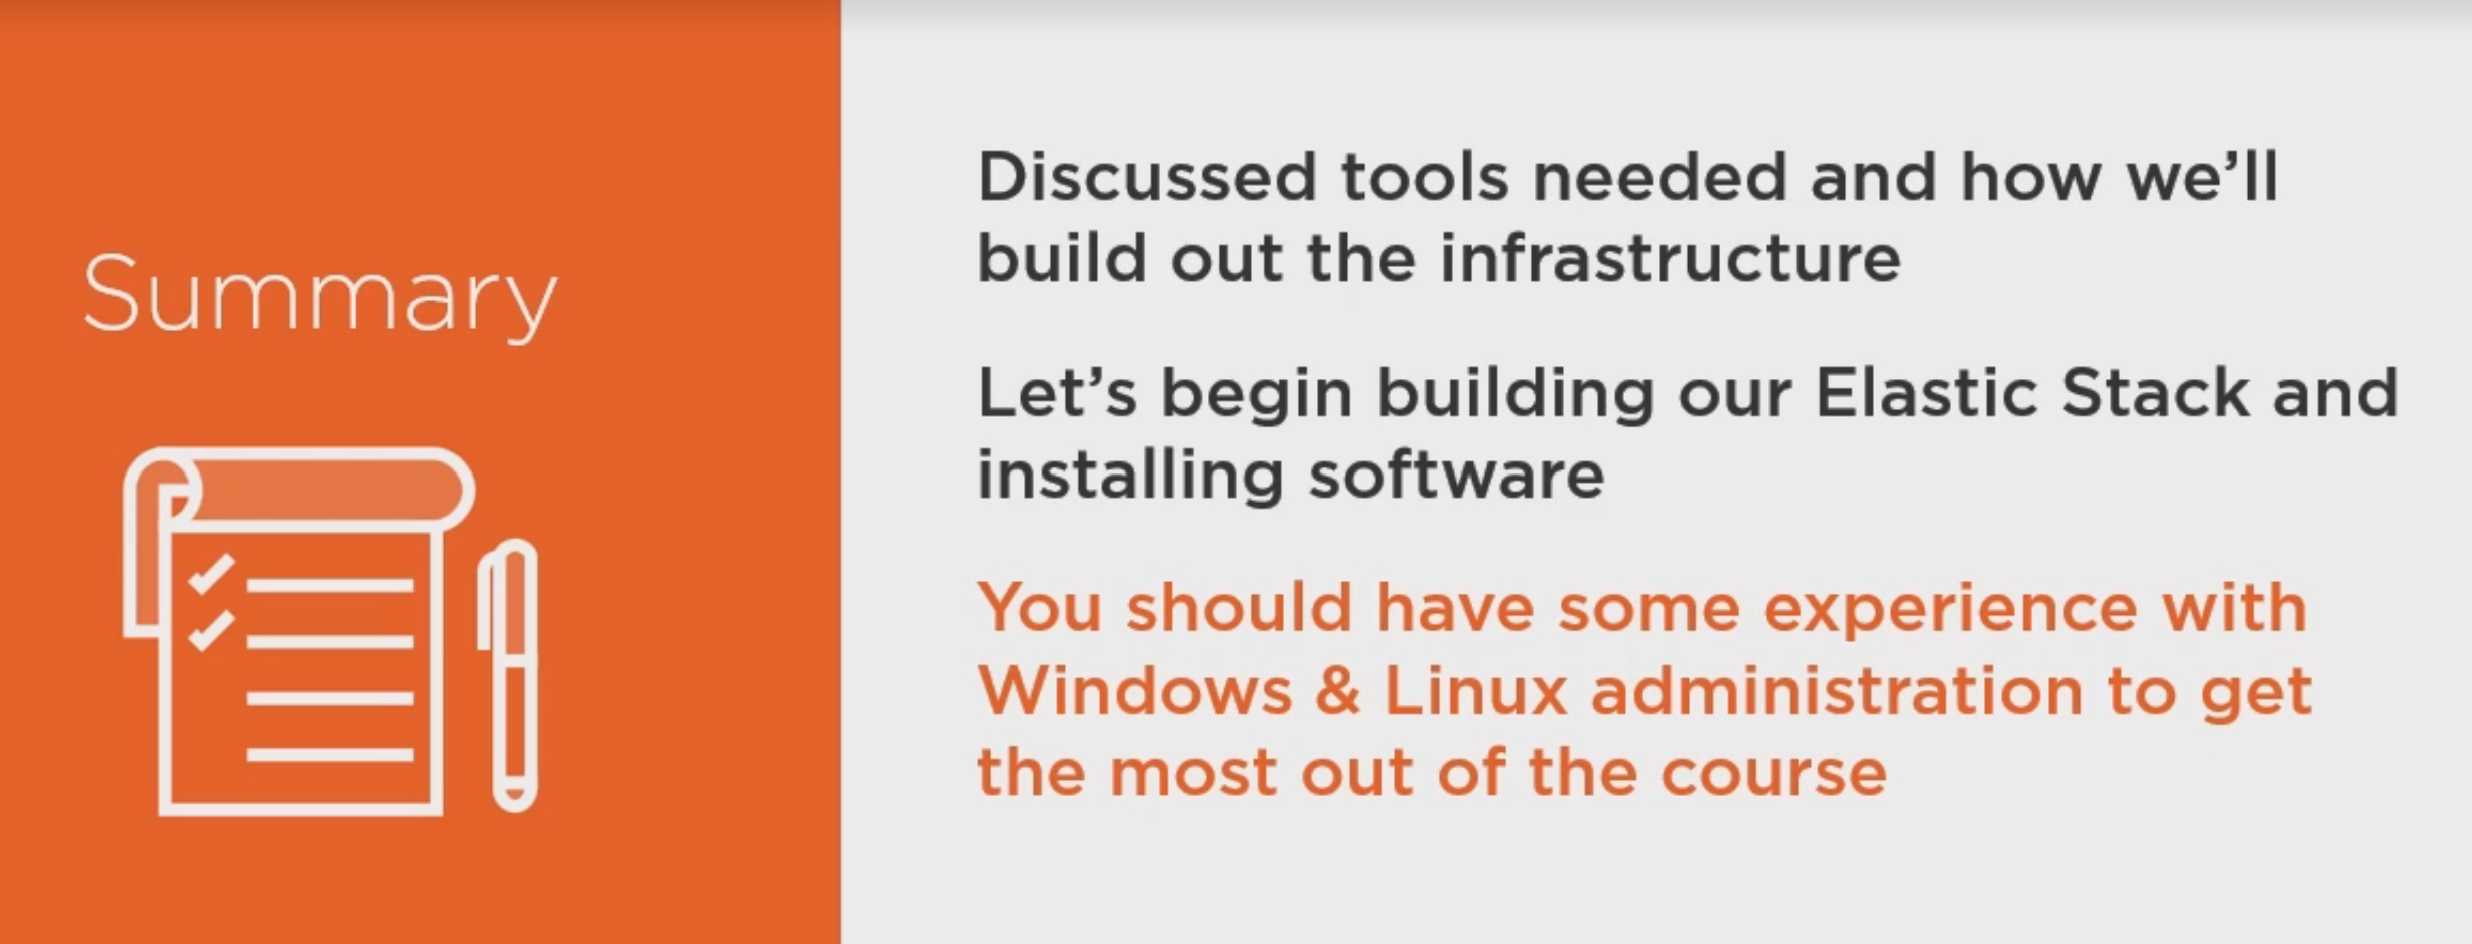 Summary
Discussed tools needed and how we’ll
build out the infrastructure
Let’s begin building our Elastic Stack and
installing software
You should have some experience with
Windows & Linux administration to get
the most out of the course